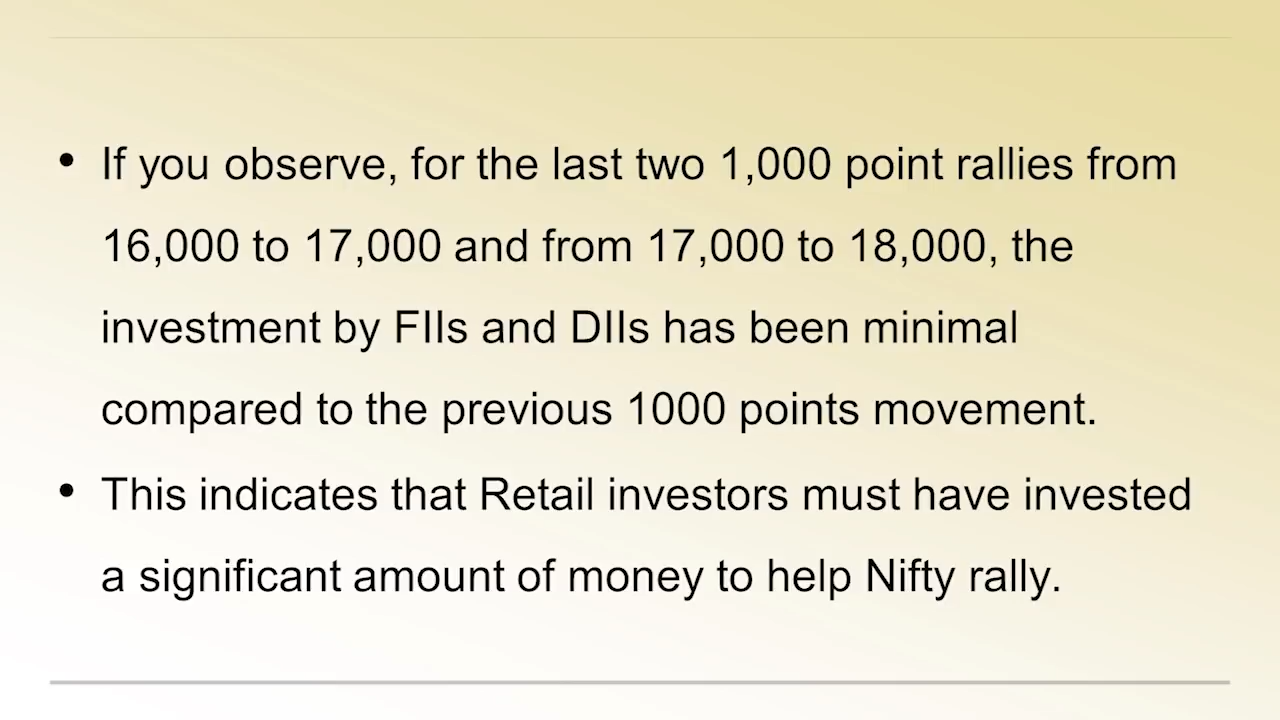 • If you observe, for the last two 1,000 point rallies from
16,000 to 17,000 and from 17,000 to 18,000, the
investment by FIIs and DIIs has been minimal
compared to the previous 1000 points movement.
• This indicates that Retail investors must have invested
a significant amount of money to help Nifty rally.